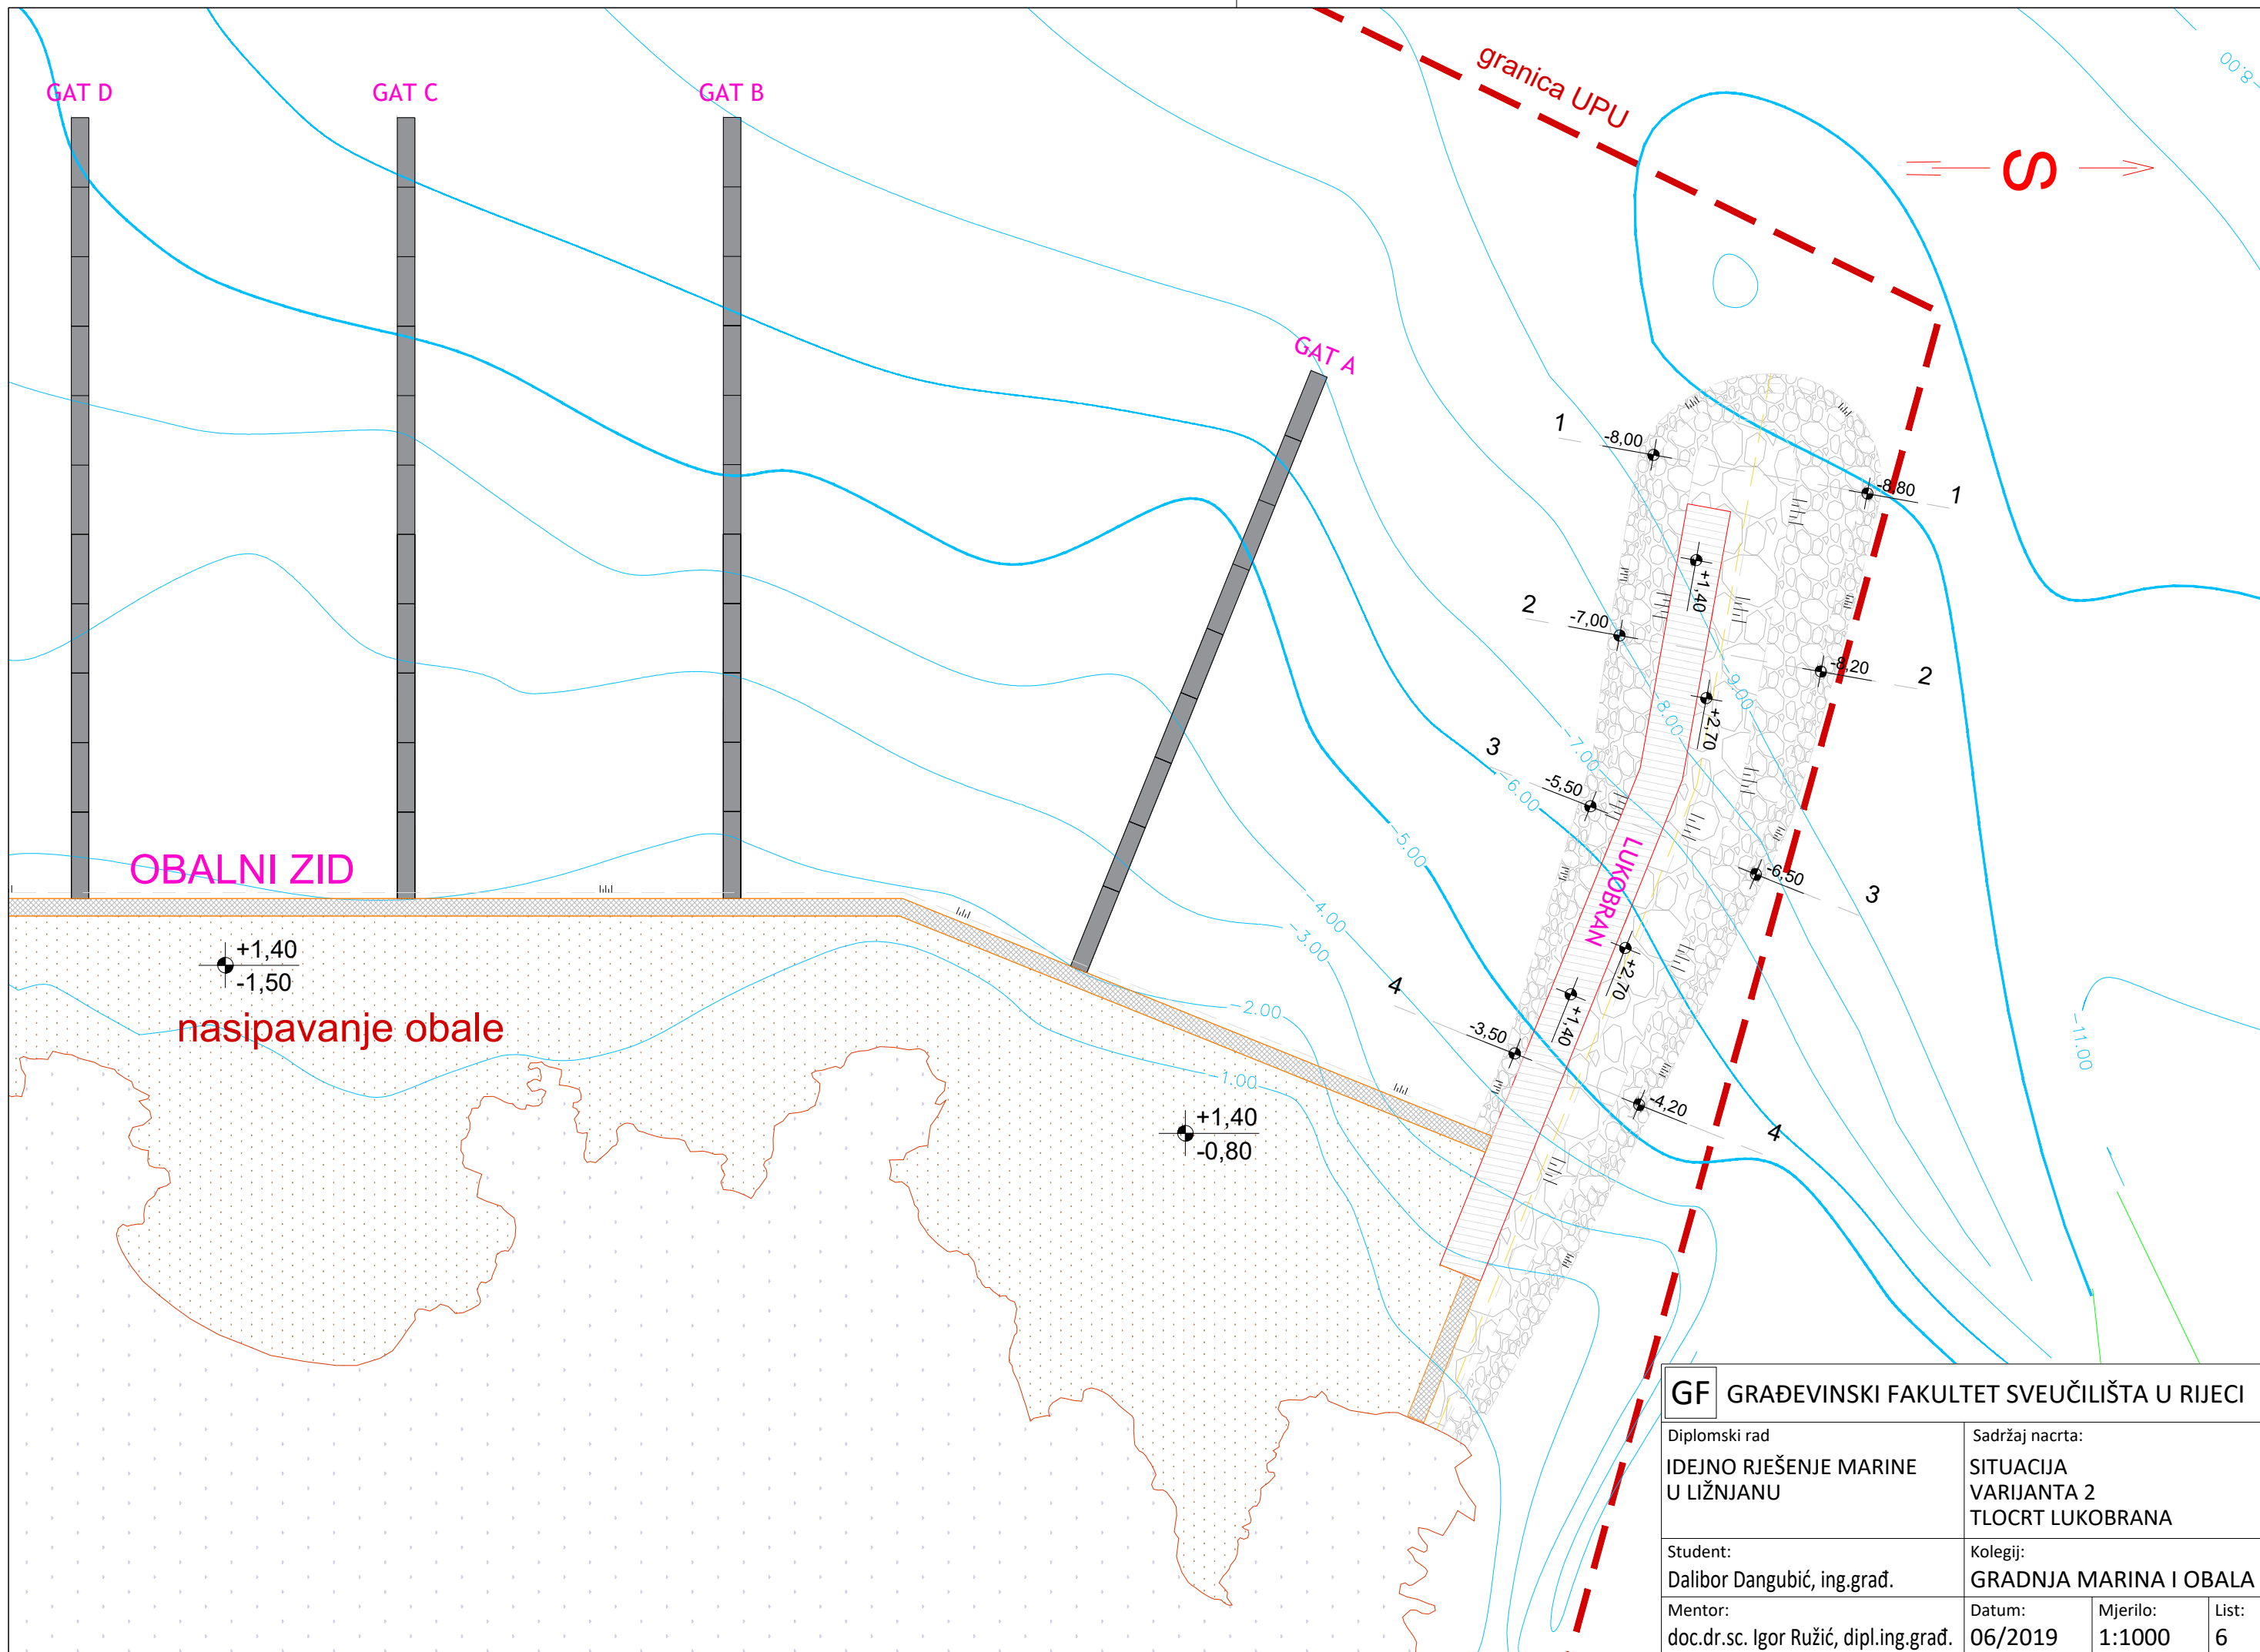 GAT D
GAT C
GAT B
granica UPU
-8.00
S
GAT A
1
-8,00
-8,80
1
+1,40
2
-7,00
-8,20
2
-9.00
8.00
+2,70
-7.00
3
-6.00
-5,50
-5.00
LUKOBRAN
-6,50
3
OBALNI ZID
-4.00
-3.00
+1,40
-1,50
+2,70
4
-2.00
+1,40
nasipavanje obale
-3,50
-11.00
-1.00
-4,20
4
+1,40
-0,80
GF GRAĐEVINSKI FAKULTET SVEUČILIŠTA U RIJECI
Diplomski rad
IDEJNO RJEŠENJE MARINE
U LIŽNJANU
Sadržaj nacrta:
SITUACIJA
VARIJANTA 2
TLOCRT LUKOBRANA
Student:
Dalibor Dangubić, ing.građ.
Kolegij:
GRADNJA MARINA I OBALA
Mentor:
doc.dr.sc. Igor Ružić, dipl.ing.građ.
Datum:
06/2019
Mjerilo:
1:1000
List:
6